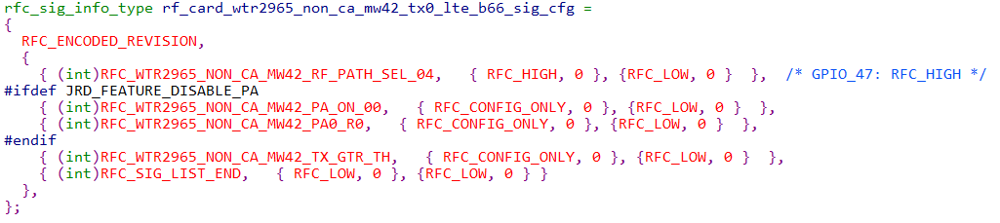 rfc_sig_info_type rf_card_wtr2965_non_ca_mw42_tx0_lte_b66_sig_cfg =
{
  RFC_ENCODED_REVISION,
  {
    { (int)RFC_WTR2965_NON_CA_MW42_RF_PATH_SEL_04,   { RFC_HIGH, 0 }, {RFC_LOW, 0 }  },  /* GPIO_47: RFC_HIGH */
#ifdef JRD_FEATURE_DISABLE_PA
    { (int)RFC_WTR2965_NON_CA_MW42_PA_ON_00,   { RFC_CONFIG_ONLY, 0 }, {RFC_LOW, 0 }  },
    { (int)RFC_WTR2965_NON_CA_MW42_PA0_R0,   { RFC_CONFIG_ONLY, 0 }, {RFC_LOW, 0 }  },
#endif
    { (int)RFC_WTR2965_NON_CA_MW42_TX_GTR_TH,   { RFC_CONFIG_ONLY, 0 }, {RFC_LOW, 0 }  },
    { (int)RFC_SIG_LIST_END,   { RFC_LOW, 0 }, {RFC_LOW, 0 } }
  },
};